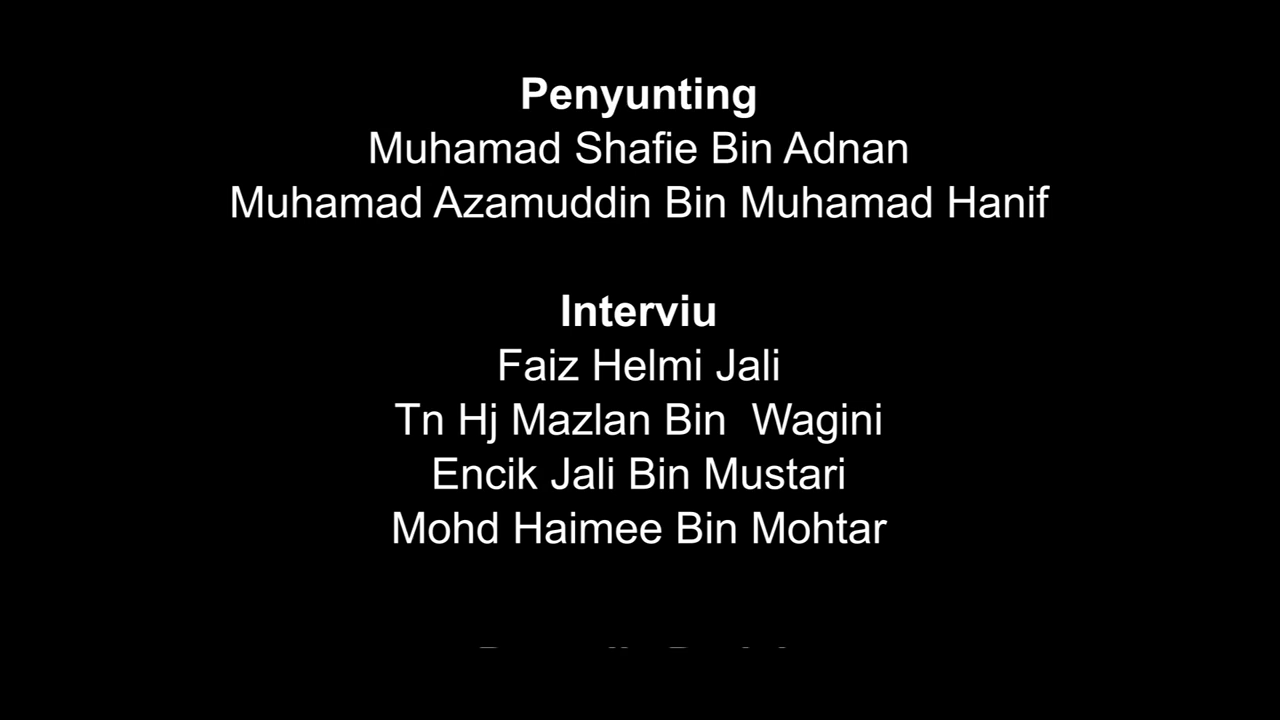 Penyunting
Muhamad Shafie Bin Adnan
Muhamad Azamuddin Bin Muhamad Hanif
Interviu
Faiz Helmi Jali
Tn Hj Mazlan Bin  Wagini
Encik Jali Bin Mustari
Mohd Haimee Bin Mohtar